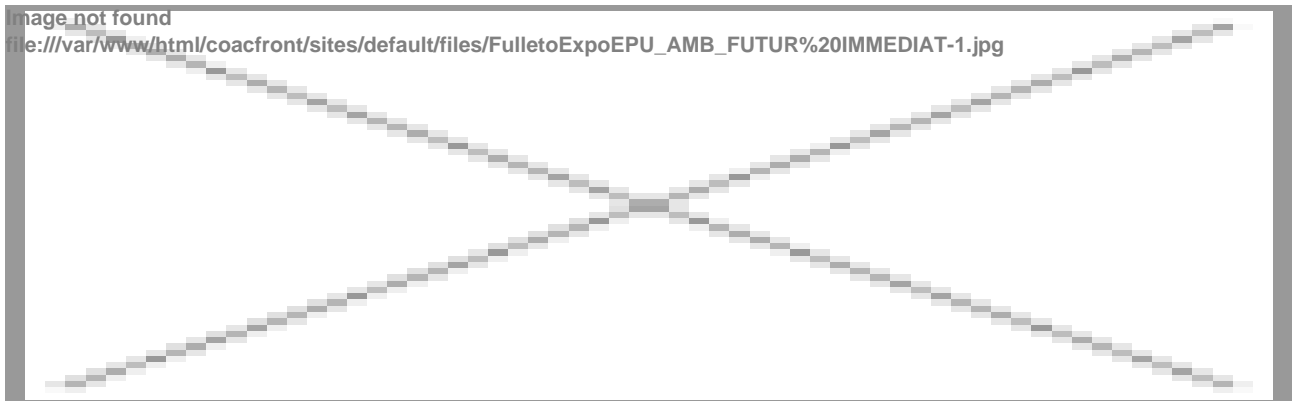 Image not found
file:///var/www/html/coacfront/sites/default/files/FulletoExpoEPU_AMB_FUTUR%20IMMEDIAT-1.jpg